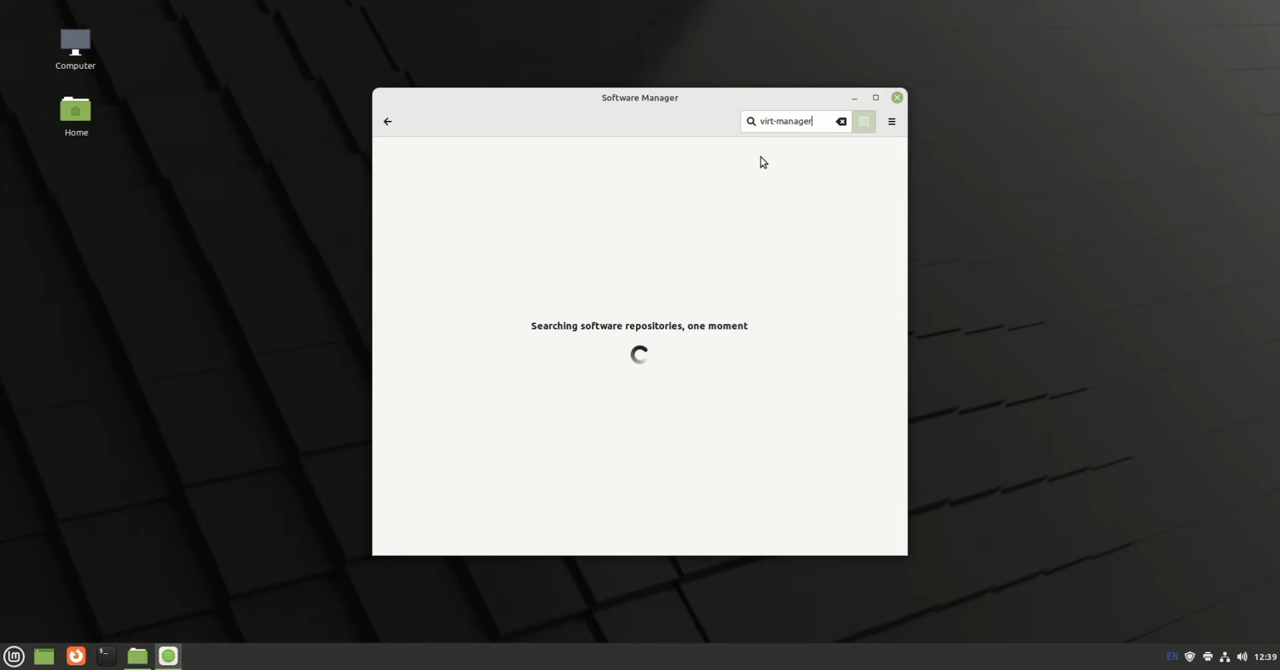 Computer
Home
Software Manager
virt-manager
Searching software repositories, one moment
EN
12:39